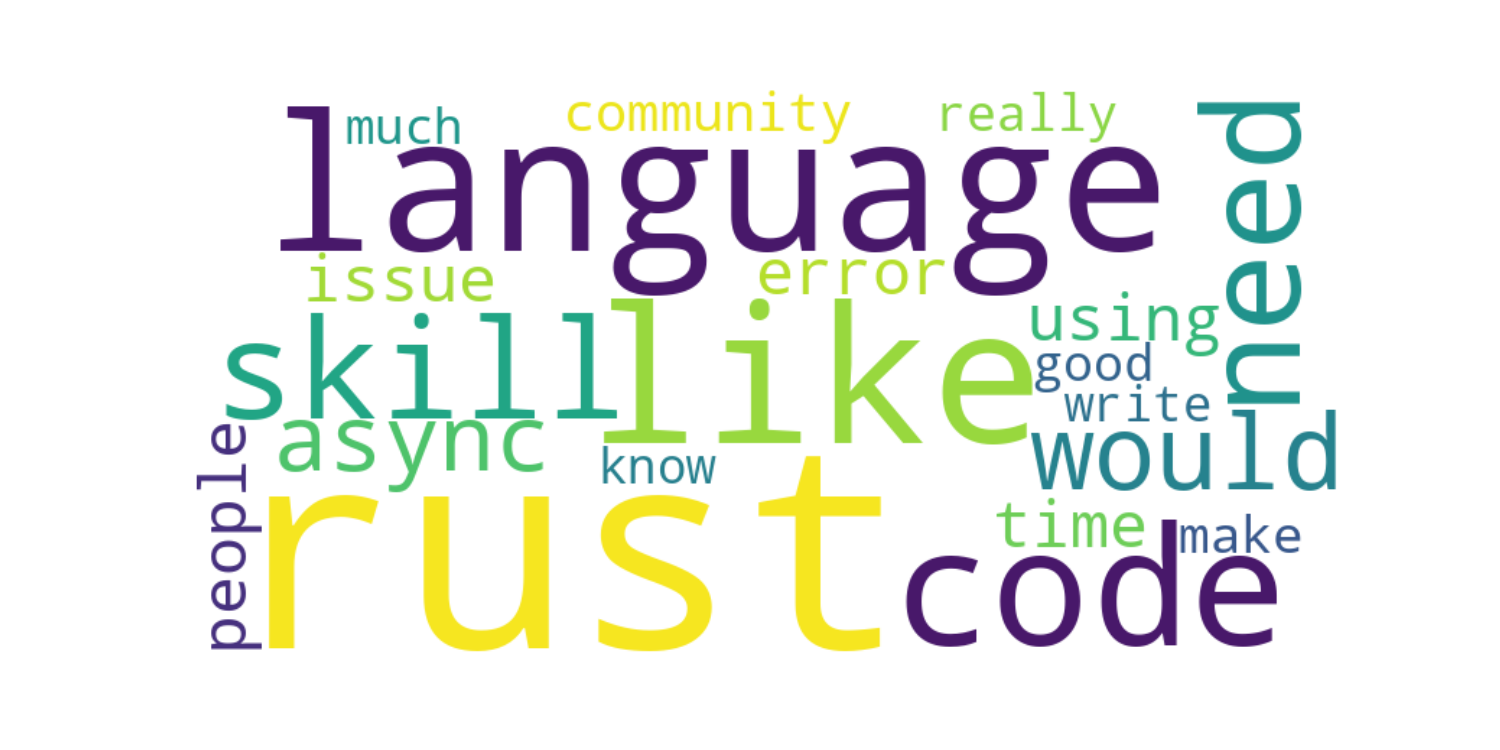 much
community
really
language
need
issue
error
skill
like
using
good
write
people
async
know
would
rust
time
make
code